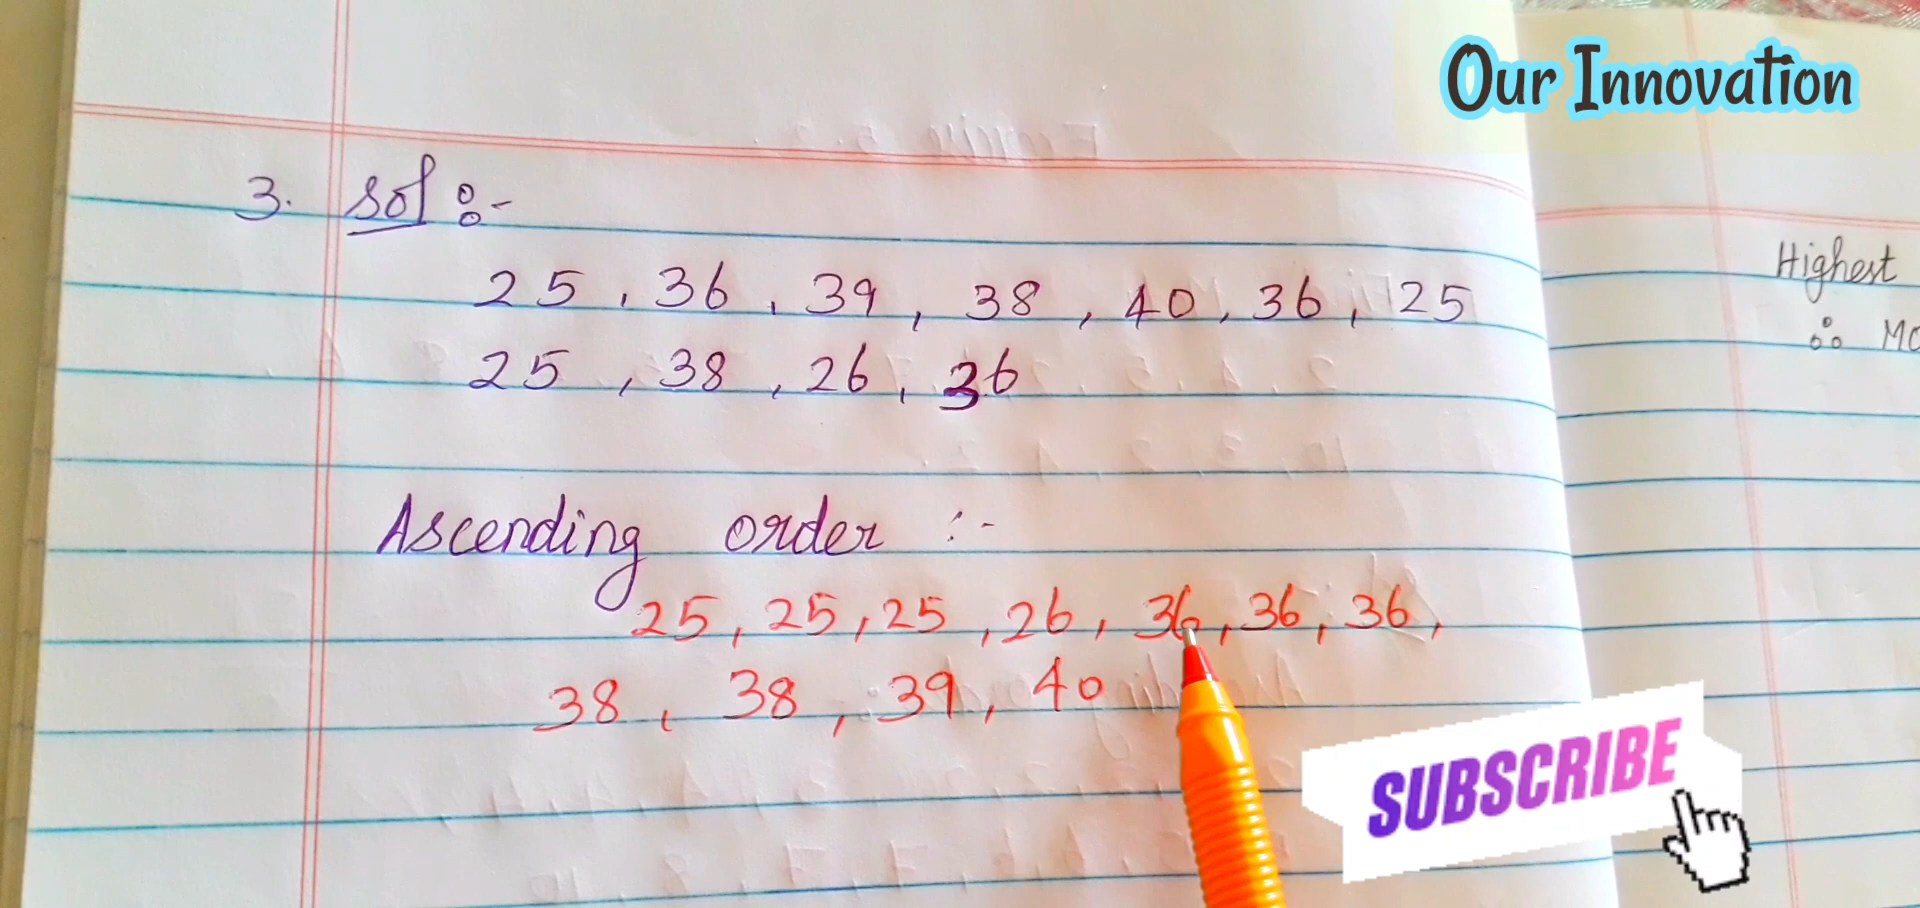 Our Innovation
3. Sol :-
25, 36, 39, 38, 40, 36, 25
25, 38, 26, 36
Ascending order :-
25, 25, 25, 26, 36, 36, 36,
38, 38, 39, 40
Highest
∴ MO
SUBSCRIBE